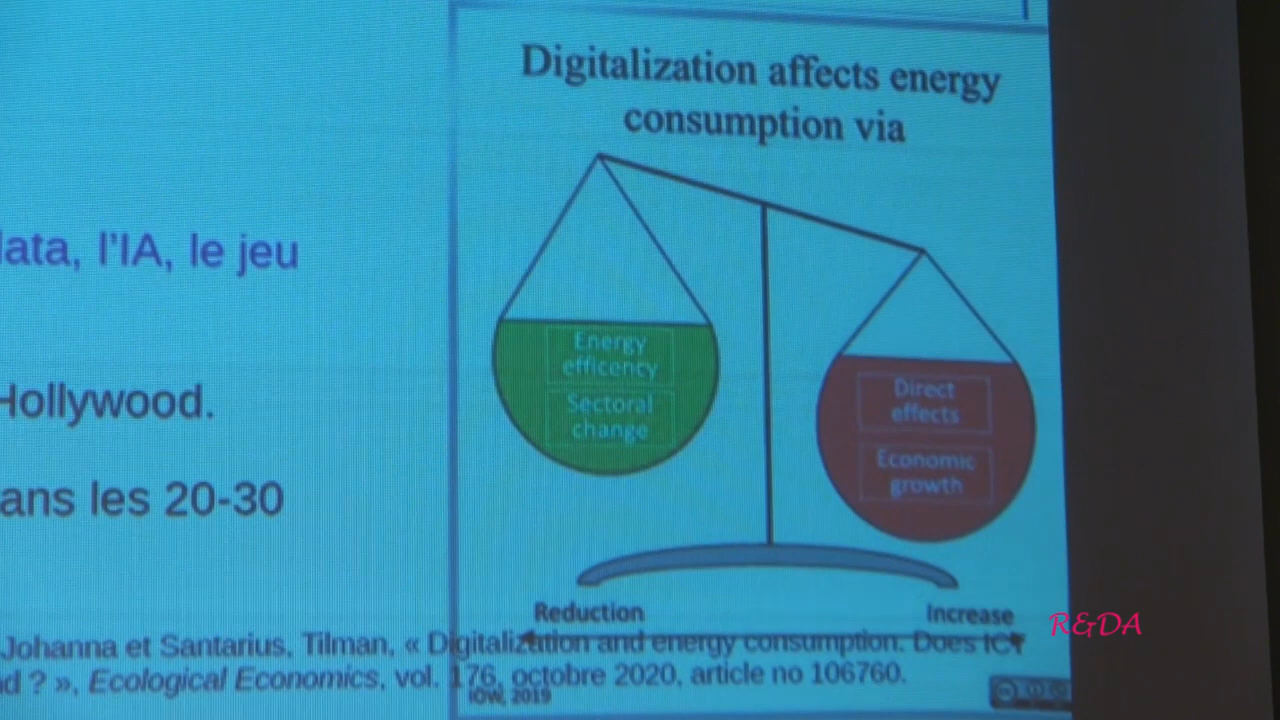 Digitalization affects energy
consumption via
l'IA, le jeu
Hollywood.
les 20-30
Energy
efficency
Sectoral
change
Direct
effects
Economic
growth
Reduction
Increase
Johanna et Santarius, Tilman, « Digitalization and energy consumption. Does ICT
? », Ecological Economics, vol. 176, octobre 2020, article no 106760.
IÖW, 2019
R&DA